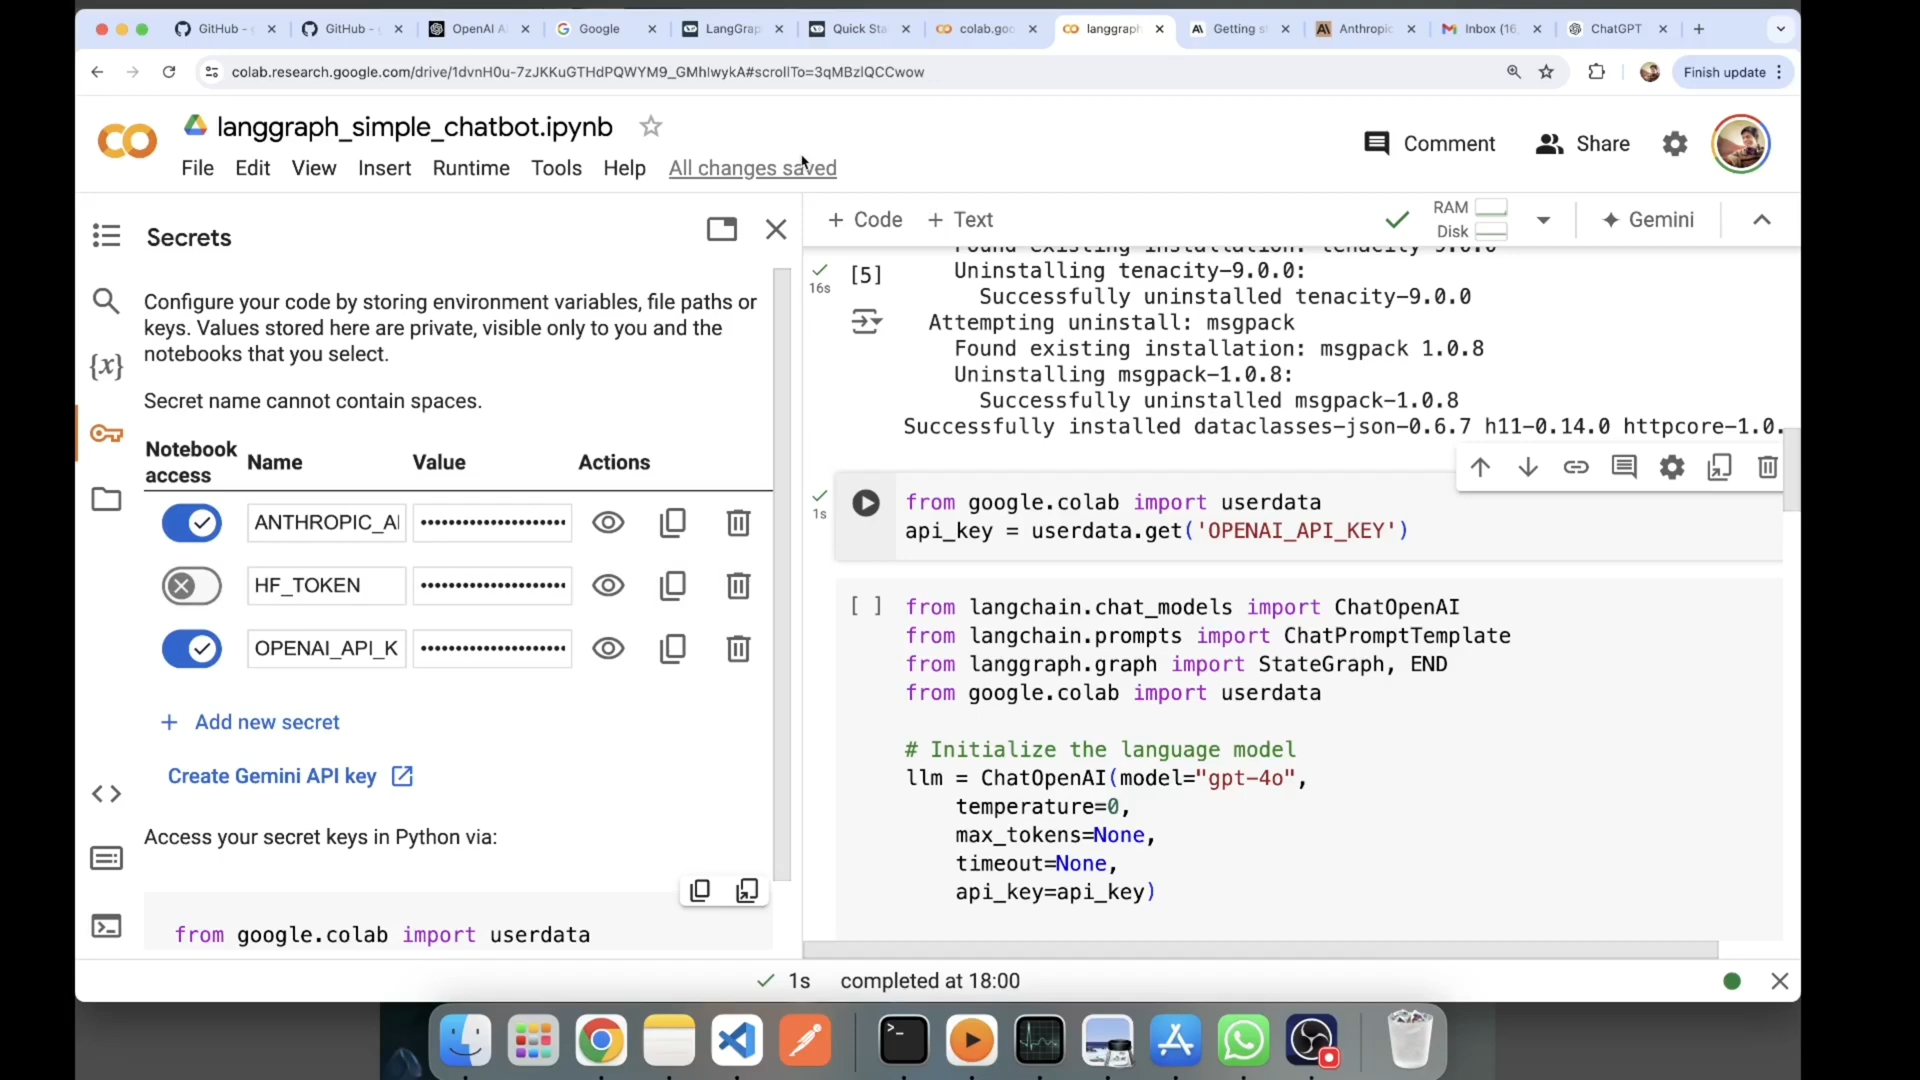 GitHub -
GitHub -
OpenAI A
Google
LangGrap
Quick Sta
colab.goo
langgraph
Getting s
Anthropic
Inbox (16,
ChatGPT
colab.research.google.com/drive/1dvnH0u-7zJKKuGTHdPQWYM9_GMhIwykA#scrollTo=3qMBzlQCCwow
Finish update
langgraph_simple_chatbot.ipynb
File Edit View Insert Runtime Tools Help All changes saved
Comment
Share
Secrets
Configure your code by storing environment variables, file paths or
keys. Values stored here are private, visible only to you and the
notebooks that you select.
Secret name cannot contain spaces.
Notebook
access
Name
Value
Actions
ANTHROPIC_AI
HF_TOKEN
OPENAI_API_K
+ Add new secret
Create Gemini API key
Access your secret keys in Python via:
from google.colab import userdata
+ Code + Text
RAM
Disk
Gemini
Found existing installation: tenacity 9.0.0
16s
[5]
Uninstalling tenacity-9.0.0:
Successfully uninstalled tenacity-9.0.0
Attempting uninstall: msgpack
Found existing installation: msgpack 1.0.8
Uninstalling msgpack-1.0.8:
Successfully uninstalled msgpack-1.0.8
Successfully installed dataclasses-json-0.6.7 h11-0.14.0 httpcore-1.0.
1s
from google.colab import userdata
api_key = userdata.get('OPENAI_API_KEY')
[ ]
from langchain.chat_models import ChatOpenAI
from langchain.prompts import ChatPromptTemplate
from langgraph.graph import StateGraph, END
from google.colab import userdata
# Initialize the language model
llm = ChatOpenAI(model="gpt-4o",
temperature=0,
max_tokens=None,
timeout=None,
api_key=api_key)
1s completed at 18:00